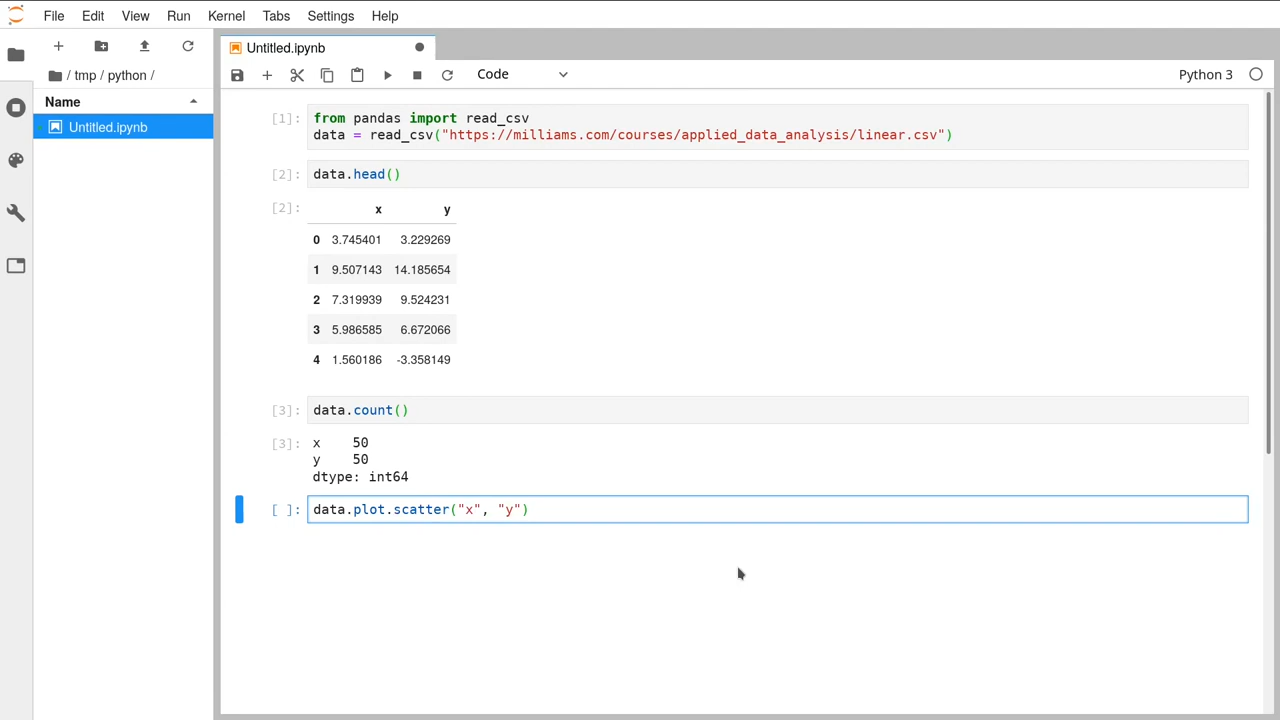 File Edit View Run Kernel Tabs Settings Help
/ tmp / python /
Name
Untitled.ipynb
Untitled.ipynb
Code
Python 3
[1]: from pandas import read_csv
data = read_csv("https://milliams.com/courses/applied_data_analysis/linear.csv")
[2]: data.head()
[2]: x y
0 3.745401 3.229269
1 9.507143 14.185654
2 7.319939 9.524231
3 5.986585 6.672066
4 1.560186 -3.358149
[3]: data.count()
[3]: x 50
y 50
dtype: int64
[ ]: data.plot.scatter("x", "y")